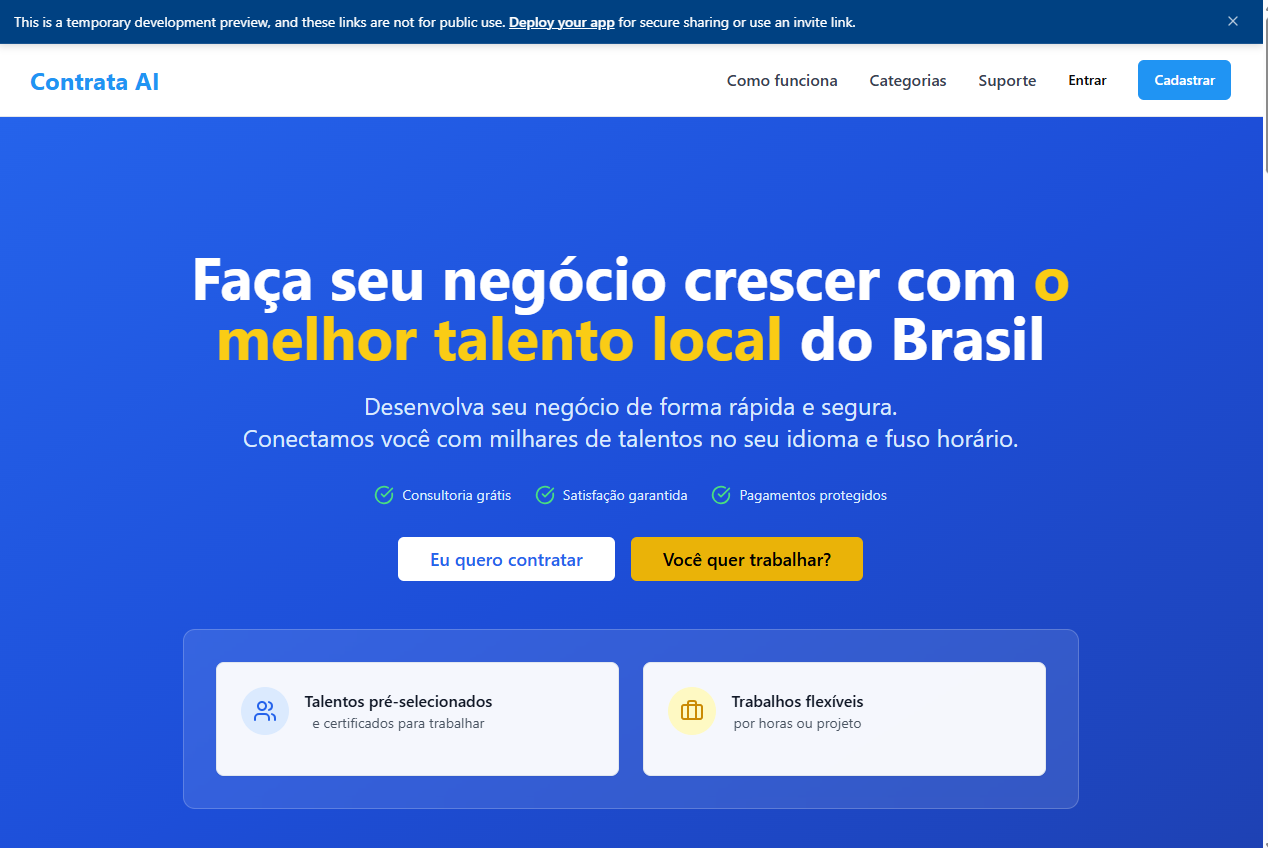 This is a temporary development preview, and these links are not for public use. Deploy your app for secure sharing or use an invite link.
Contrata AI
Como funciona
Categorias
Suporte
Entrar
Cadastrar
Faça seu negócio crescer com o
melhor talento local do Brasil
Desenvolva seu negócio de forma rápida e segura.
Conectamos você com milhares de talentos no seu idioma e fuso horário.
Consultoria grátis
Satisfação garantida
Pagamentos protegidos
Eu quero contratar
Você quer trabalhar?
Talentos pré-selecionados
e certificados para trabalhar
Trabalhos flexíveis
por horas ou projeto